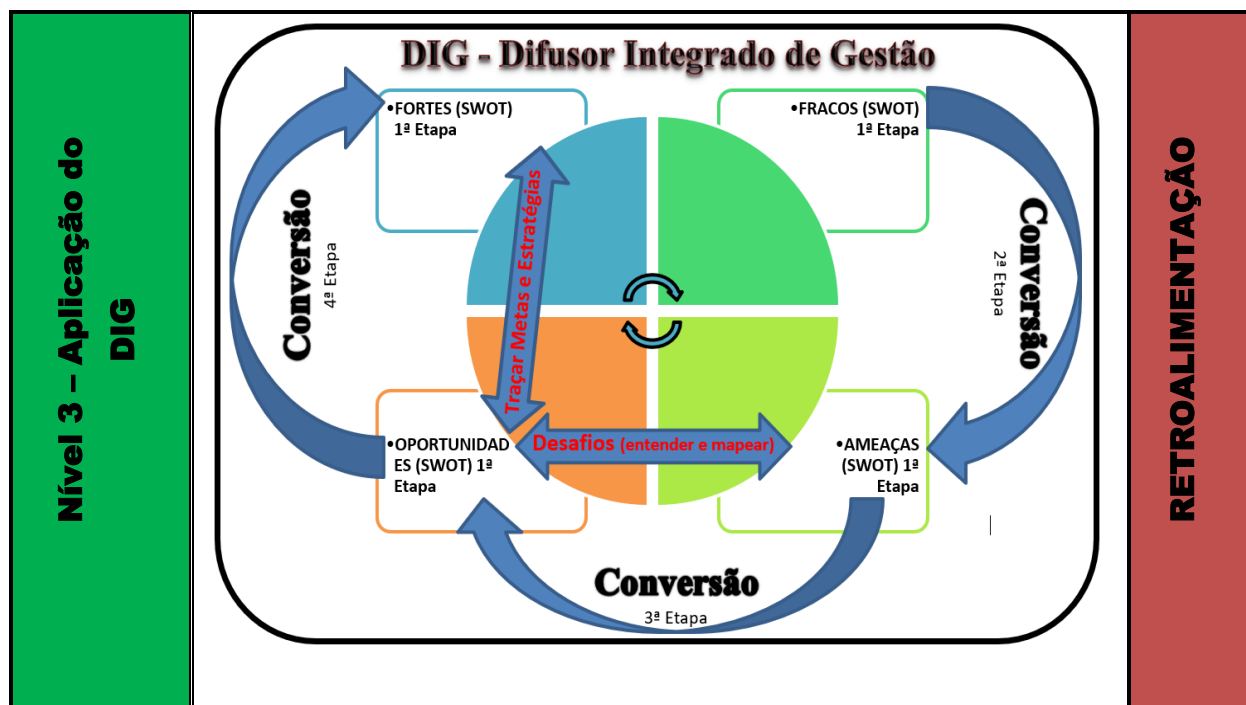 Nível 3 – Aplicação do
DIG
DIG - Difusor Integrado de Gestão
•FORTES (SWOT)
1ª Etapa
•FRACOS (SWOT)
1ª Etapa
Conversão
4ª Etapa
Traçar Metas e Estratégias
Conversão
2ª Etapa
•OPORTUNIDAD
ES (SWOT) 1ª
Etapa
Desafios (entender e mapear)
•AMEAÇAS
(SWOT) 1ª
Etapa
Conversão
3ª Etapa
RETROALIMENTAÇÃO